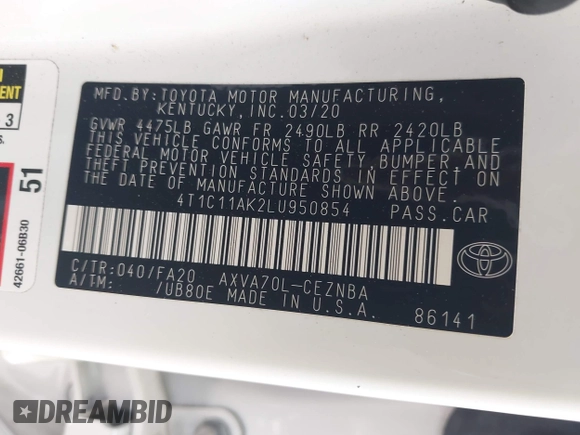 MFD.BY:TOYOTA MOTOR MANUFACTURING,
KENTUCKY,INC.03/20
GVWR 4475LB GAWR FR 2490LB RR 2420LB
THIS VEHICLE CONFORMS TO ALL APPLICABLE
FEDERAL MOTOR VEHICLE SAFETY, BUMPER AND
THEFT PREVENTION STANDARDS IN EFFECT ON
THE DATE OF MANUFACTURE SHOWN ABOVE.
4T1C11AK2LU950854 PASS.CAR
C/TR:040/FA20 AXVA70L-CEZNBA
A/TM: /UB80E MADE IN U.S.A.
86141
3
51
42661-06B30
DREAMBID